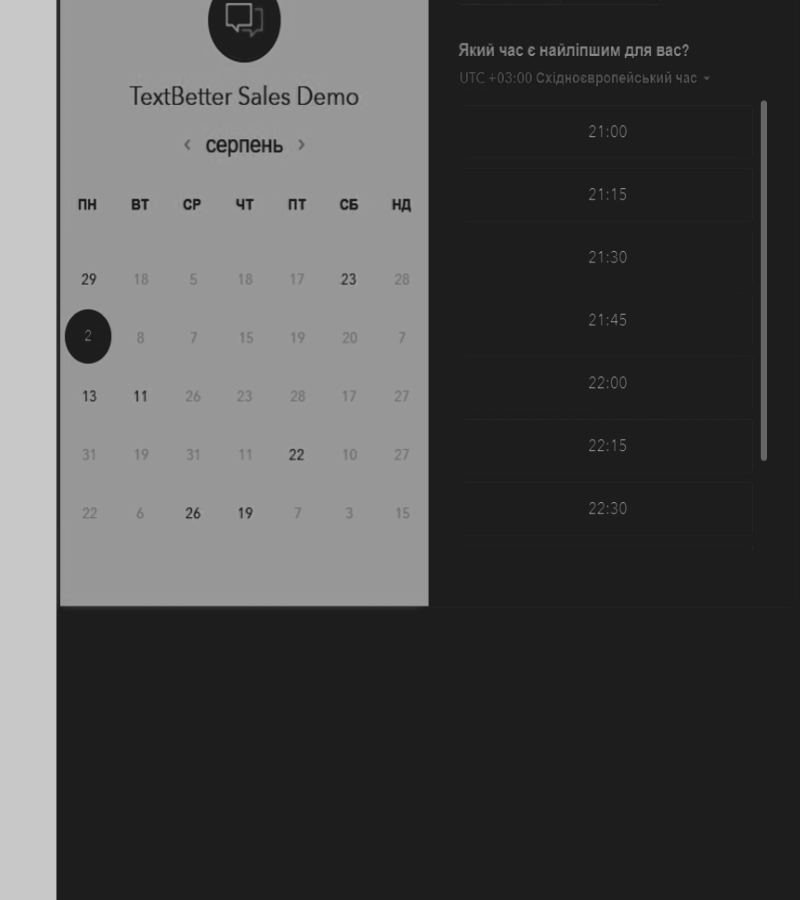 TextBetter Sales Demo
‹ серпень ›
ПН ВТ СР ЧТ ПТ СБ НД
29 18 5 18 17 23 28
2 8 7 15 19 20 7
13 11 26 23 28 17 27
31 19 31 11 22 10 27
22 6 26 19 7 3 15
Який час є найліпшим для вас?
UTC +03:00 Східноєвропейський час
21:00
21:15
21:30
21:45
22:00
22:15
22:30